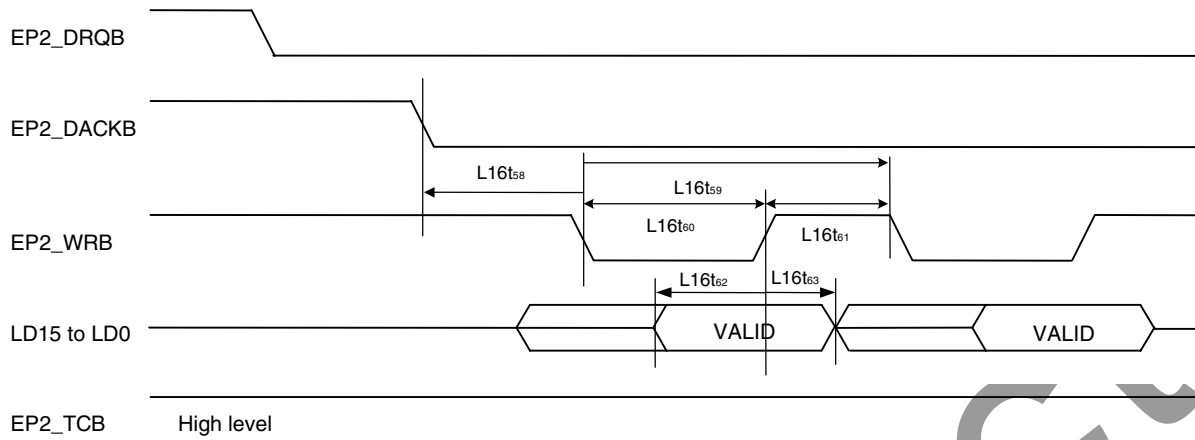 EP2_DRQB
EP2_DACKB
L16t58
L16t59
L16t60
L16t61
EP2_WRB
L16t62
L16t63
LD15 to LD0
VALID
VALID
EP2_TCB
High level